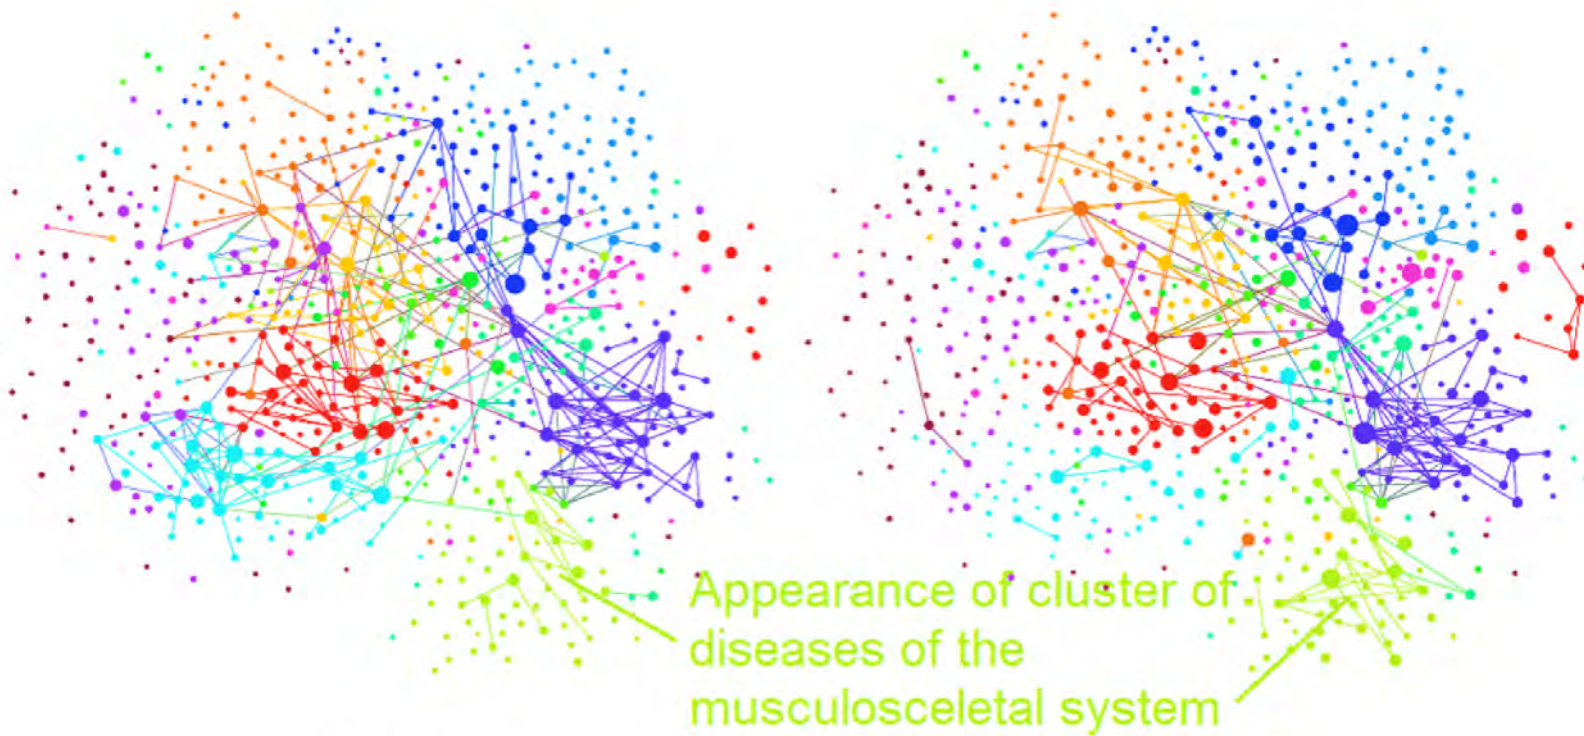 Appearance of cluster of
diseases of the
musculosceletal system